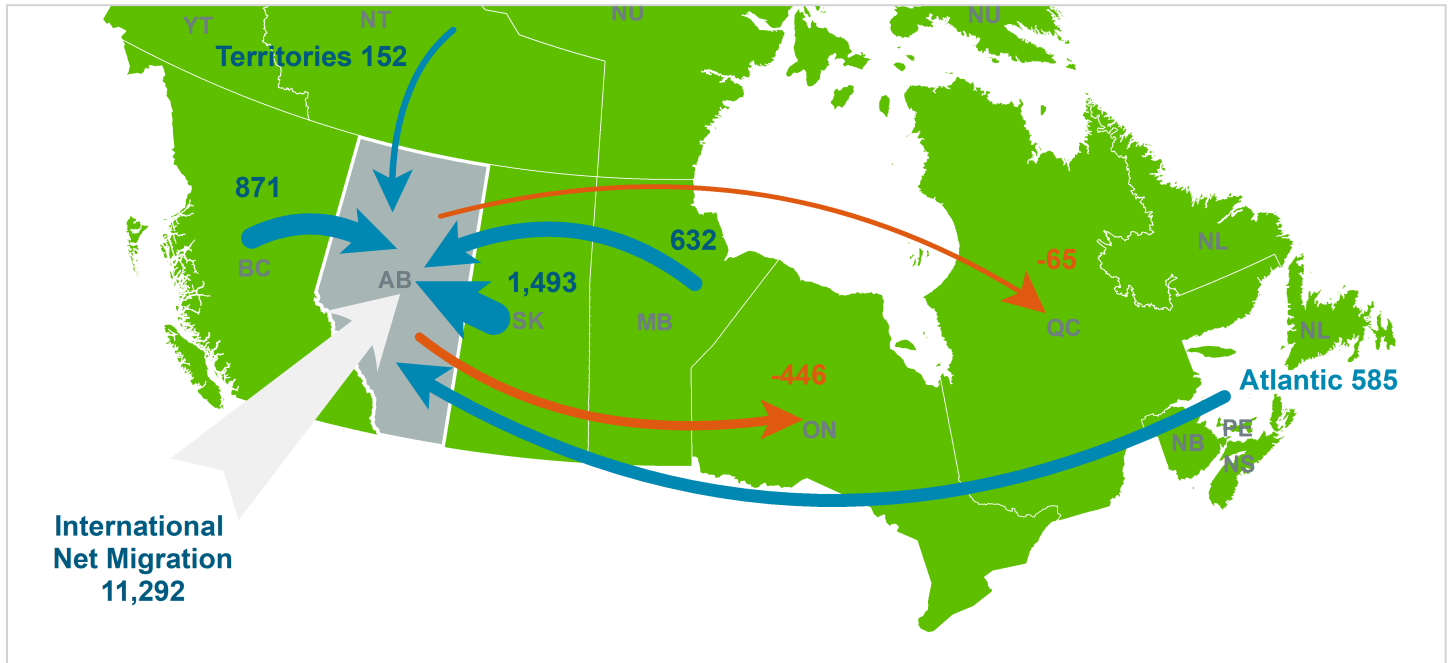 YT
NT
NU
NU
Territories 152
871
632
-65
NL
BC
AB
1,493
SK
MB
QC
NL
-446
Atlantic 585
ON
PE
NB
NS
International
Net Migration
11,292